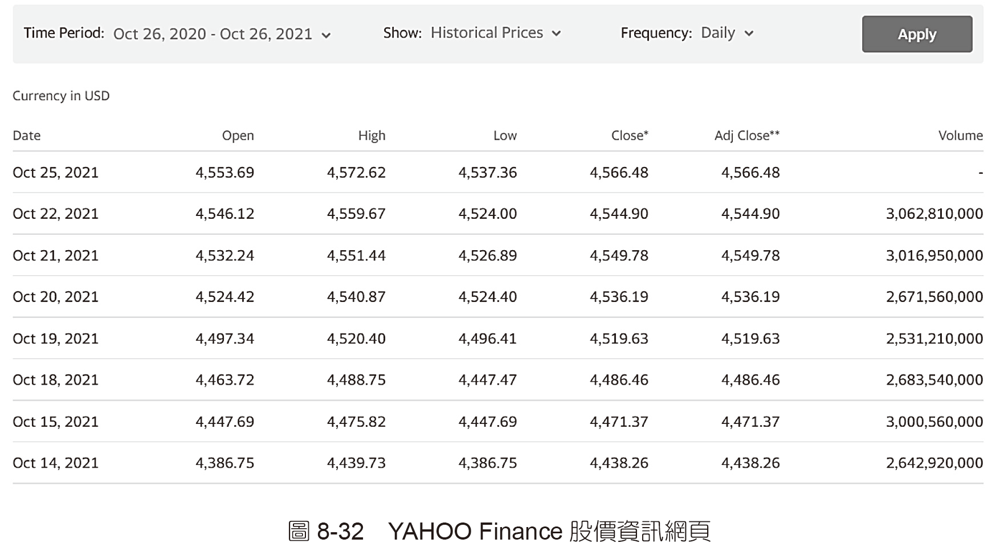 Time Period: Oct 26, 2020 - Oct 26, 2021 Show: Historical Prices Frequency: Daily Apply
Currency in USD
Date Open High Low Close* Adj Close** Volume
Oct 25, 2021 4,553.69 4,572.62 4,537.36 4,566.48 4,566.48 -
Oct 22, 2021 4,546.12 4,559.67 4,524.00 4,544.90 4,544.90 3,062,810,000
Oct 21, 2021 4,532.24 4,551.44 4,526.89 4,549.78 4,549.78 3,016,950,000
Oct 20, 2021 4,524.42 4,540.87 4,524.40 4,536.19 4,536.19 2,671,560,000
Oct 19, 2021 4,497.34 4,520.40 4,496.41 4,519.63 4,519.63 2,531,210,000
Oct 18, 2021 4,463.72 4,488.75 4,447.47 4,486.46 4,486.46 2,683,540,000
Oct 15, 2021 4,447.69 4,475.82 4,447.69 4,471.37 4,471.37 3,000,560,000
Oct 14, 2021 4,386.75 4,439.73 4,386.75 4,438.26 4,438.26 2,642,920,000
圖 8-32 YAHOO Finance 股價資訊網頁